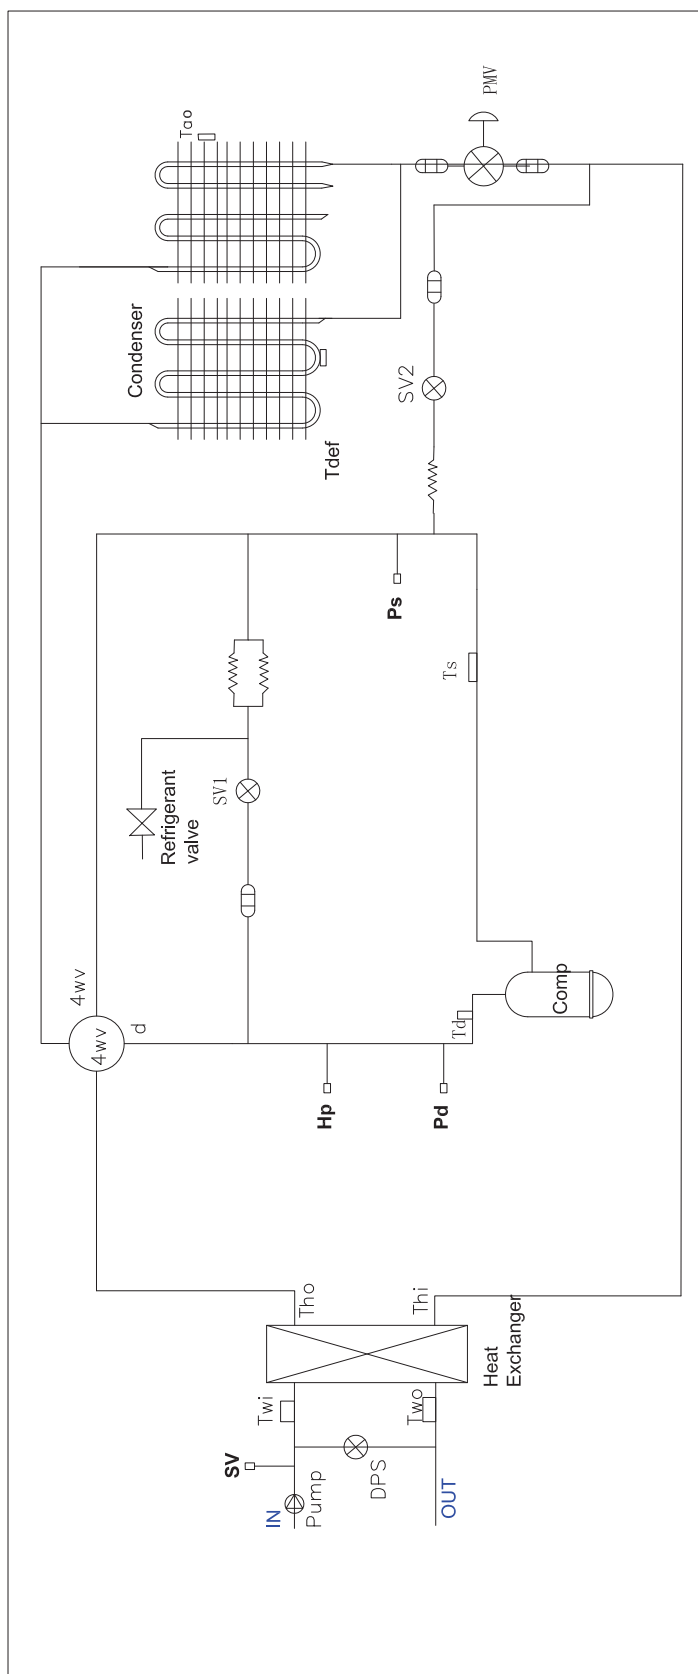 PMV
Tao
Condenser
SV2
Tdef
Ps
Ts
Refrigerant
valve
SV1
4wv
4wv
d
Comp
Td
Hp
Pd
Tho
Thi
Heat
Exchanger
Twi
Two
SV
DPS
IN
Pump
OUT